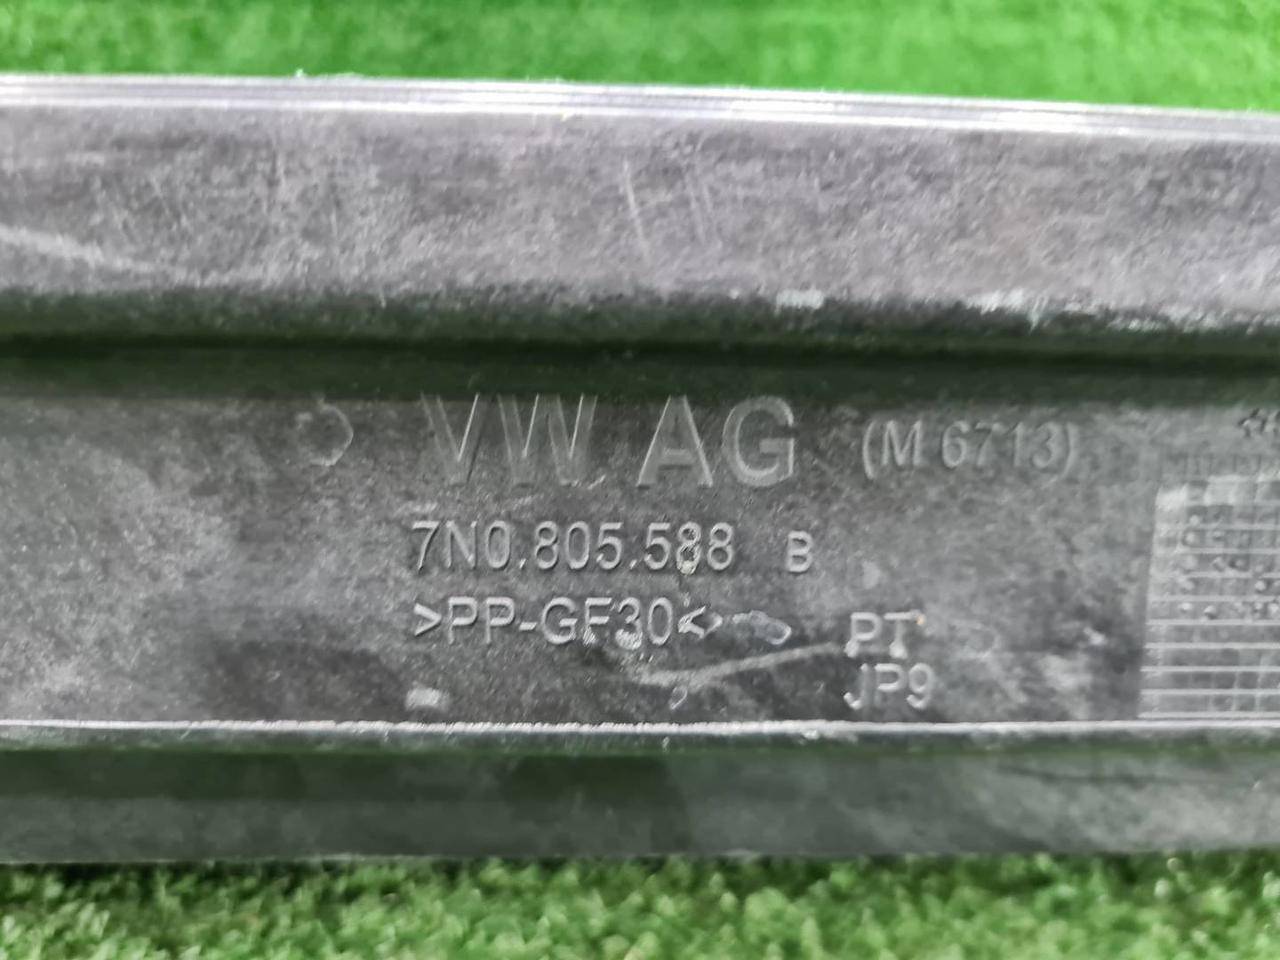 VW AG (M 6713)
7N0.805.588 B
>PP-GF30<
PT
JP9